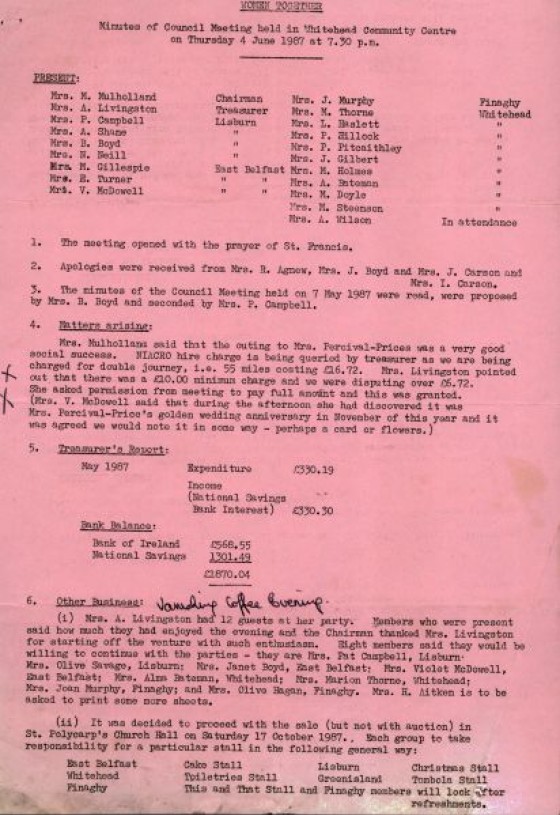 WOMEN TOGETHER
Minutes of Council Meeting held in Whitehead Community Centre
on Thursday 4 June 1987 at 7.30 p.m.
PRESENT:
Mrs. M. Mulholland Chairman Mrs. J. Murphy Finaghy
Mrs. A. Livingston Treasurer Mrs. M. Thorne Whitehead
Mrs. P. Campbell Lisburn Mrs. L. Haslett "
Mrs. A. Shane " Mrs. P. Hillock "
Mrs. B. Boyd " Mrs. P. Pitcaithley "
Mrs. N. Neill " Mrs. J. Gilbert "
Mrs. M. Gillespie East Belfast Mrs. M. Holmes "
Mrs. E. Turner " " Mrs. A. Bateman "
Mrs. V. McDowell " " Mrs. M. Doyle "
Mrs. M. Steenson "
Mrs. A. Wilson In attendance
1. The meeting opened with the prayer of St. Francis.
2. Apologies were received from Mrs. R. Agnew, Mrs. J. Boyd and Mrs. J. Carson and
Mrs. I. Carson.
3. The minutes of the Council Meeting held on 7 May 1987 were read, were proposed
by Mrs. B. Boyd and seconded by Mrs. P. Campbell.
4. Matters arising:
Mrs. Mulholland said that the outing to Mrs. Percival-Prices was a very good
social success. NIACRO hire charge is being queried by treasurer as we are being
charged for double journey, i.e. 55 miles costing £16.72. Mrs. Livingston pointed
out that there was a £10.00 minimum charge and we were disputing over £6.72.
She asked permission from meeting to pay full amount and this was granted.
(Mrs. V. McDowell said that during the afternoon she had discovered it was
Mrs. Percival-Price's golden wedding anniversary in November of this year and it
was agreed we would note it in some way - perhaps a card or flowers.)
5. Treasurer's Report:
May 1987 Expenditure £330.19
Income
(National Savings
Bank Interest) £330.30
Bank Balance:
Bank of Ireland £568.55
National Savings 1301.49
£1870.04
6. Other Business: Vanishing Coffee Evening.
(i) Mrs. A. Livingston had 12 guests at her party. Members who were present
said how much they had enjoyed the evening and the Chairman thanked Mrs. Livingston
for starting off the venture with such enthusiasm. Eight members said they would be
willing to continue with the parties - they are Mrs. Pat Campbell, Lisburn;
Mrs. Olive Savage, Lisburn; Mrs. Janet Boyd, East Belfast; Mrs. Violet McDowell,
East Belfast; Mrs. Alma Bateman, Whitehead; Mrs. Marion Thorne, Whitehead;
Mrs. Joan Murphy, Finaghy; and Mrs. Olive Hagan, Finaghy. Mrs. H. Aitken is to be
asked to print some more sheets.
(ii) It was decided to proceed with the sale (but not with auction) in
St. Polycarp's Church Hall on Saturday 17 October 1987.. Each group to take
responsibility for a particular stall in the following general way:
East Belfast Cake Stall Lisburn Christmas Stall
Whitehead Toiletries Stall Greenisland Tombola Stall
Finaghy This and That Stall and Finaghy members will look after
refreshments.